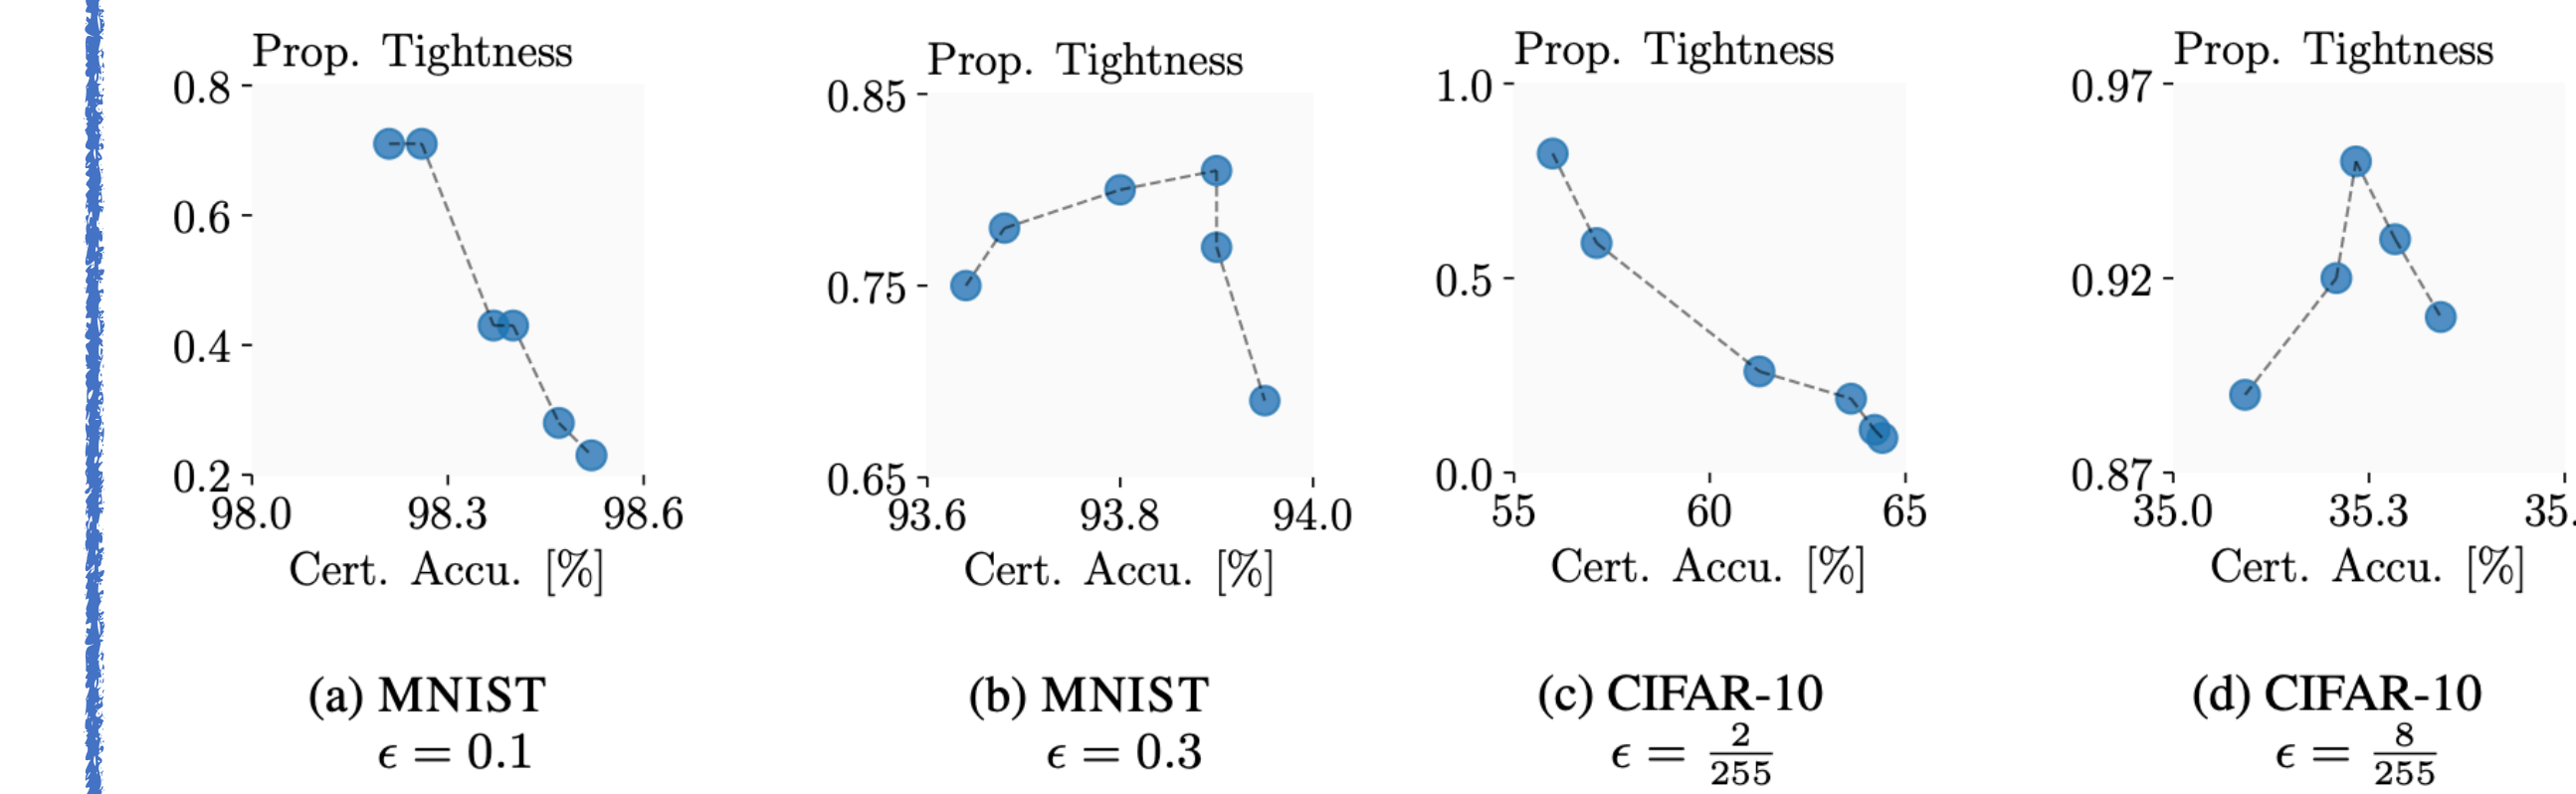 Prop. Tightness
0.8
0.6
0.4
0.2
98.0 98.3 98.6
Cert. Accu. [%]
(a) MNIST
ϵ = 0.1
Prop. Tightness
0.85
0.75
0.65
93.6 93.8 94.0
Cert. Accu. [%]
(b) MNIST
ϵ = 0.3
Prop. Tightness
1.0
0.5
0.0
55 60 65
Cert. Accu. [%]
(c) CIFAR-10
ϵ = 2/255
Prop. Tightness
0.97
0.92
0.87
35.0 35.3 35.
Cert. Accu. [%]
(d) CIFAR-10
ϵ = 8/255